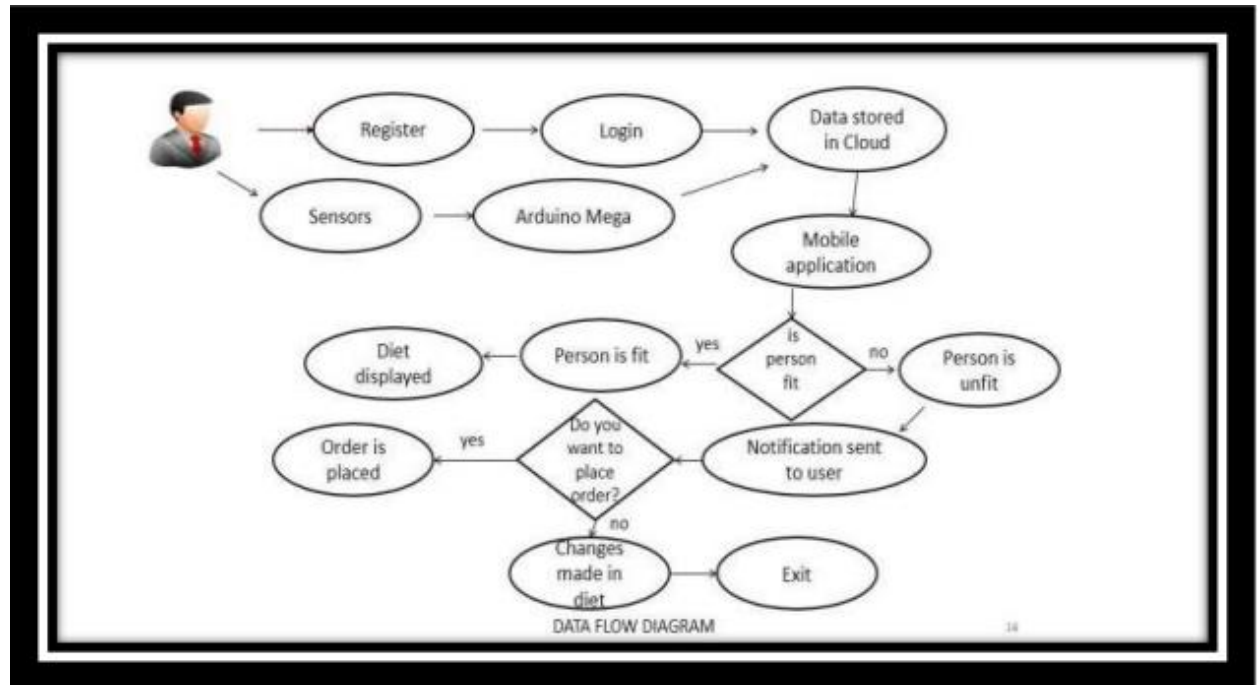 Register
Login
Data stored
in Cloud
Sensors
Arduino Mega
Mobile
application
is
person
fit
yes
no
Person is fit
Diet
displayed
Person is
unfit
Notification sent
to user
Do you
want to
place
order?
yes
Order is
placed
no
Changes
made in
diet
Exit
DATA FLOW DIAGRAM